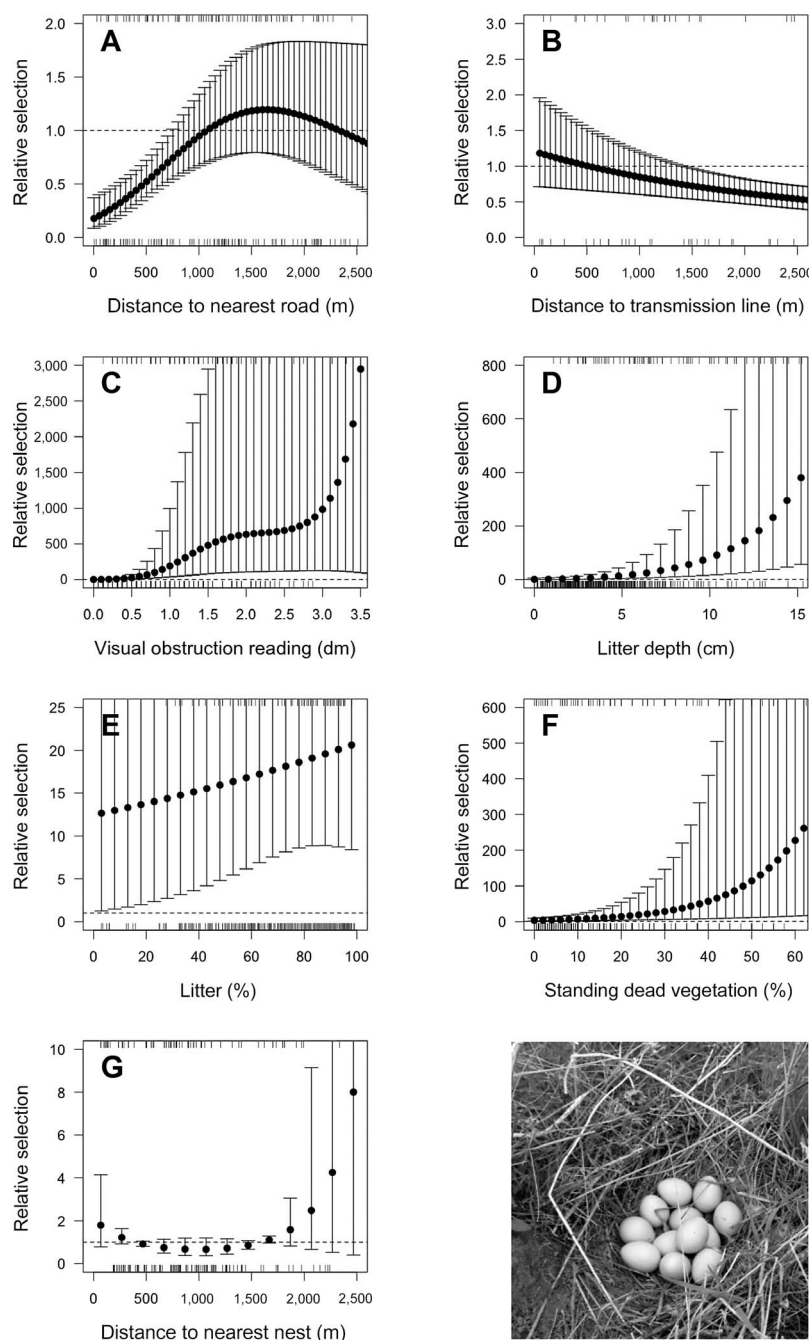 A
Relative selection
2.0
1.5
1.0
0.5
0.0
0 500 1,000 1,500 2,000 2,500
Distance to nearest road (m)
B
Relative selection
3.0
2.5
2.0
1.5
1.0
0.5
0.0
0 500 1,000 1,500 2,000 2,500
Distance to transmission line (m)
C
Relative selection
3,000
2,500
2,000
1,500
1,000
500
0
0.0 0.5 1.0 1.5 2.0 2.5 3.0 3.5
Visual obstruction reading (dm)
D
Relative selection
800
600
400
200
0
0 5 10 15
Litter depth (cm)
E
Relative selection
25
20
15
10
5
0
0 20 40 60 80 100
Litter (%)
F
Relative selection
600
500
400
300
200
100
0
0 10 20 30 40 50 60
Standing dead vegetation (%)
G
Relative selection
10
8
6
4
2
0
0 500 1,000 1,500 2,000 2,500
Distance to nearest nest (m)